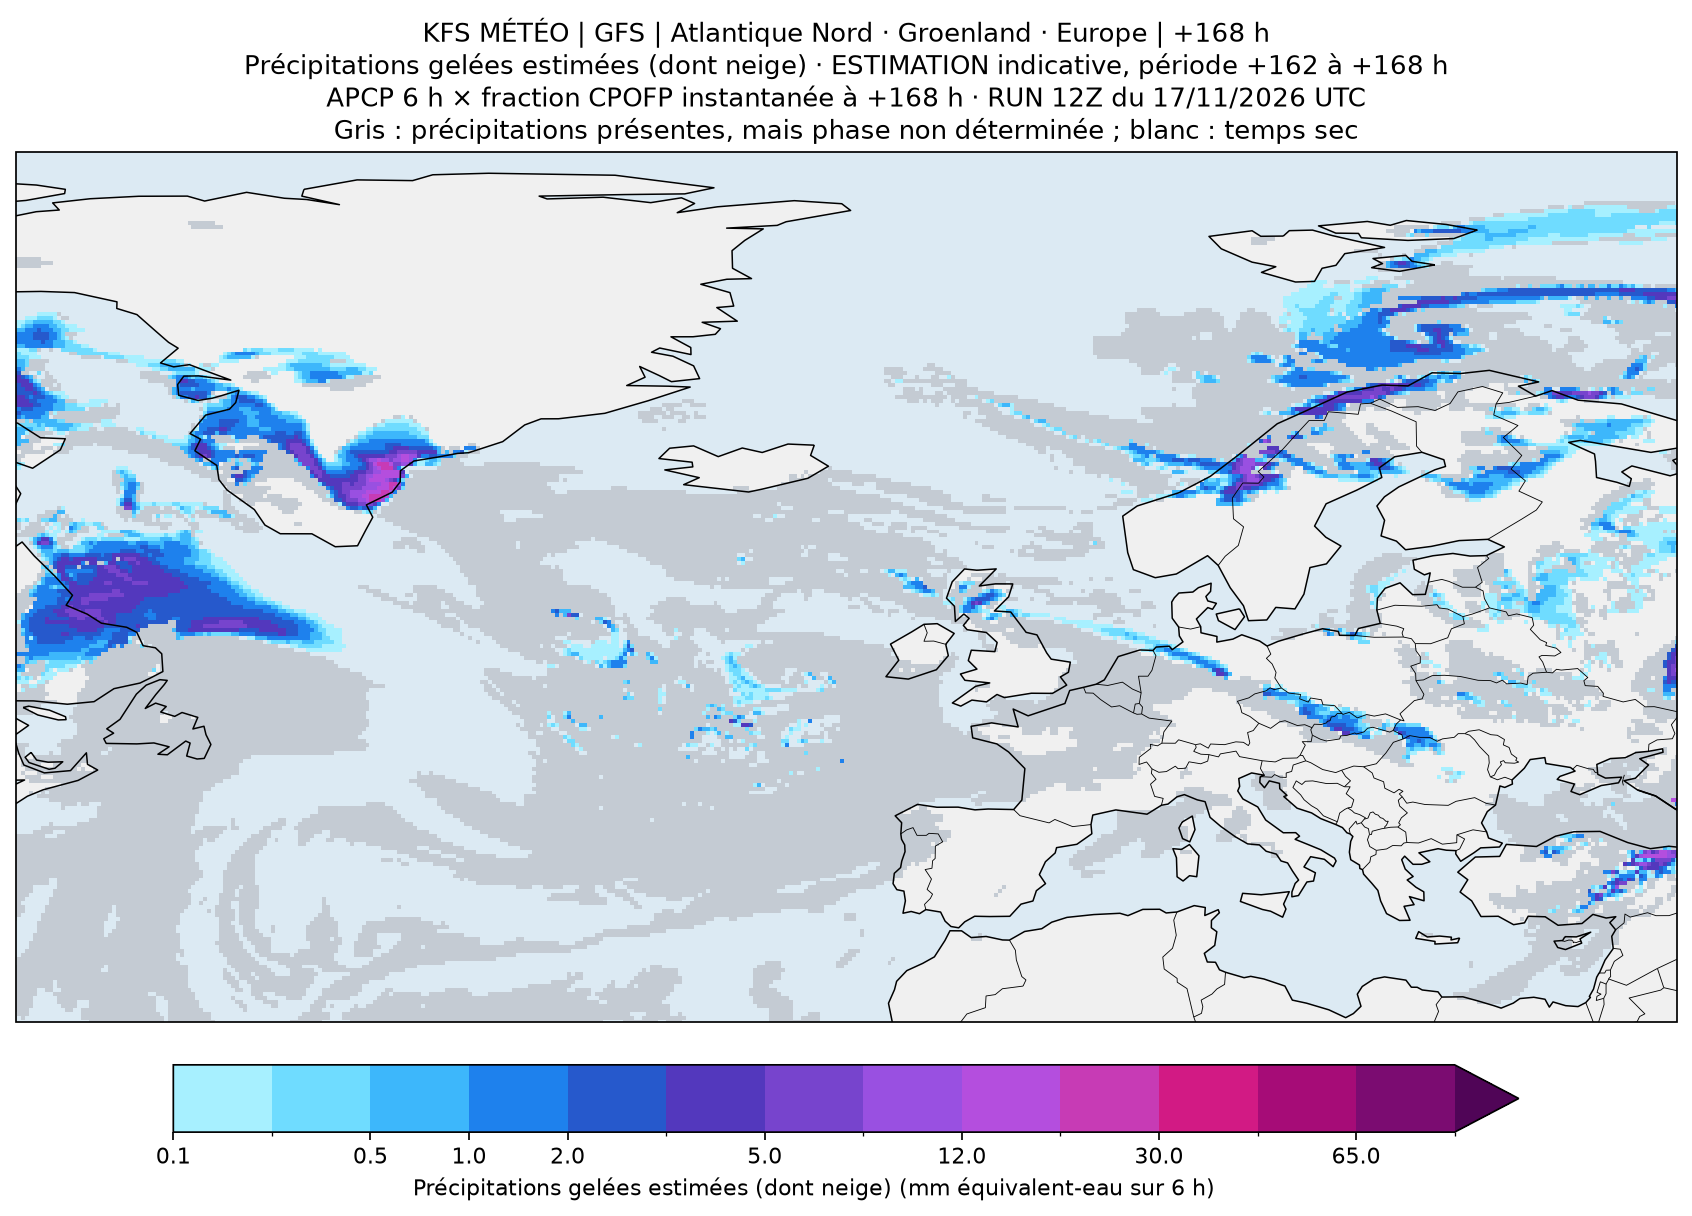 KFS MÉTÉO | GFS | Atlantique Nord · Groenland · Europe | +168 h
Précipitations gelées estimées (dont neige) · ESTIMATION indicative, période +162 à +168 h
APCP 6 h × fraction CPOFP instantanée à +168 h · RUN 12Z du 17/11/2026 UTC
Gris : précipitations présentes, mais phase non déterminée ; blanc : temps sec
0.1 0.5 1.0 2.0 5.0 12.0 30.0 65.0
Précipitations gelées estimées (dont neige) (mm équivalent-eau sur 6 h)